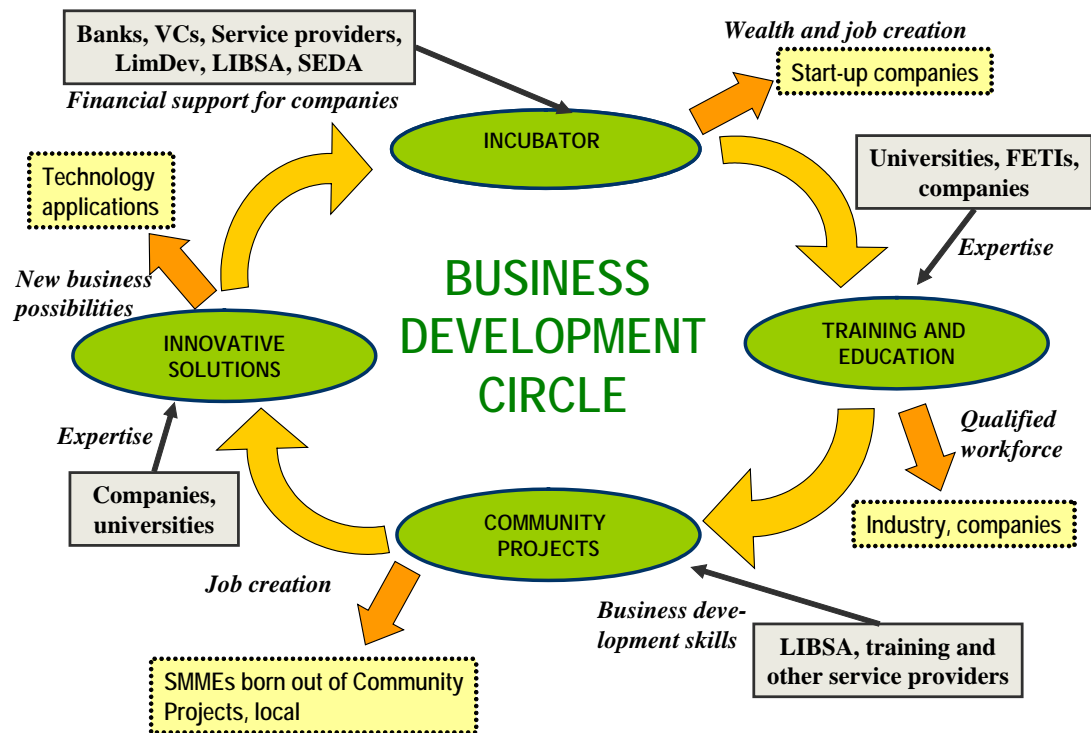 Banks, VCs, Service providers,
LimDev, LIBSA, SEDA
Financial support for companies
Wealth and job creation
Start-up companies
INCUBATOR
Universities, FETIs,
companies
Expertise
Technology
applications
New business
possibilities
BUSINESS
DEVELOPMENT
CIRCLE
INNOVATIVE
SOLUTIONS
TRAINING AND
EDUCATION
Expertise
Companies,
universities
Qualified
workforce
Industry, companies
COMMUNITY
PROJECTS
Job creation
Business deve-
lopment skills
LIBSA, training and
other service providers
SMMEs born out of Community
Projects, local